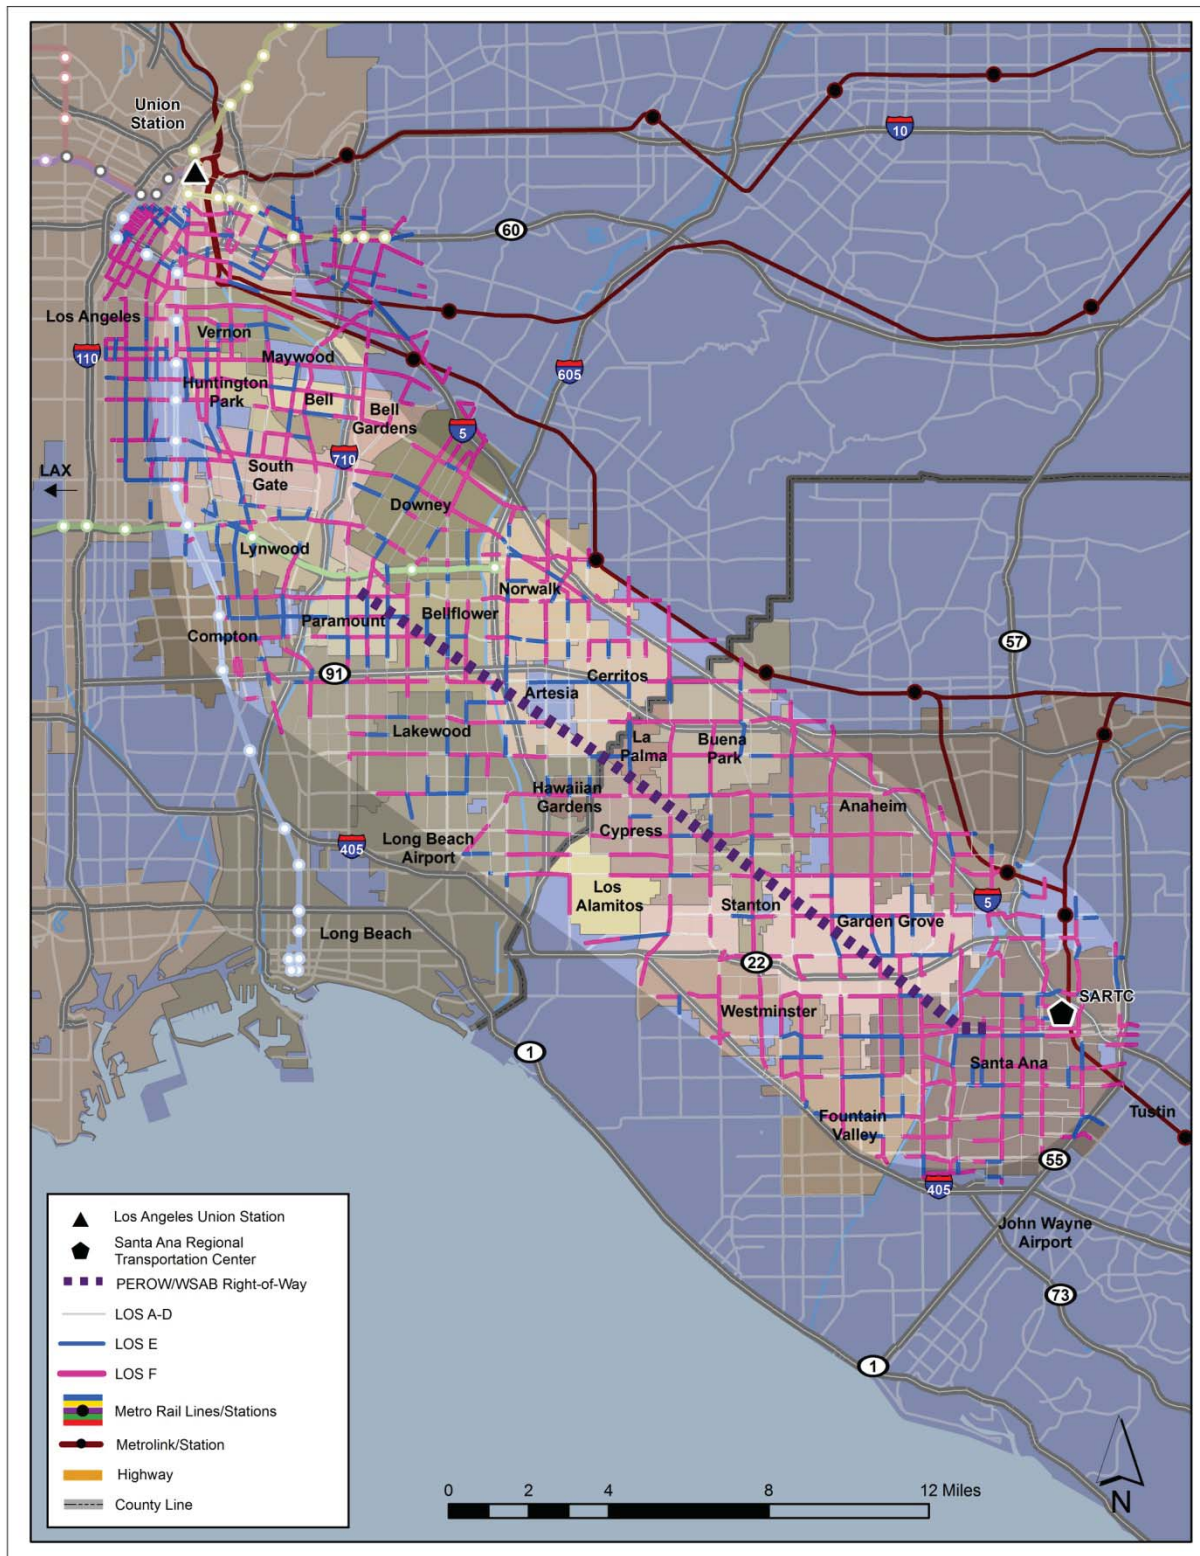 Union
Station
10
60
Los Angeles
Vernon
110
Maywood
605
Huntington
Park
Bell
Bell
Gardens
5
LAX
South
Gate
710
Downey
Lynwood
Norwalk
Compton
Paramount
Bellflower
57
91
Cerritos
Artesia
Lakewood
La
Palma
Buena
Park
Hawaiian
Gardens
Anaheim
Cypress
405
Long Beach
Airport
Los
Alamitos
Stanton
5
Garden Grove
Long Beach
22
SARTC
Westminster
1
Santa Ana
Tustin
Fountain
Valley
55
405
John Wayne
Airport
73
1
Los Angeles Union Station
Santa Ana Regional
Transportation Center
PEROW/WSAB Right-of-Way
LOS A-D
LOS E
LOS F
Metro Rail Lines/Stations
Metrolink/Station
Highway
County Line
0 2 4 8 12 Miles
N